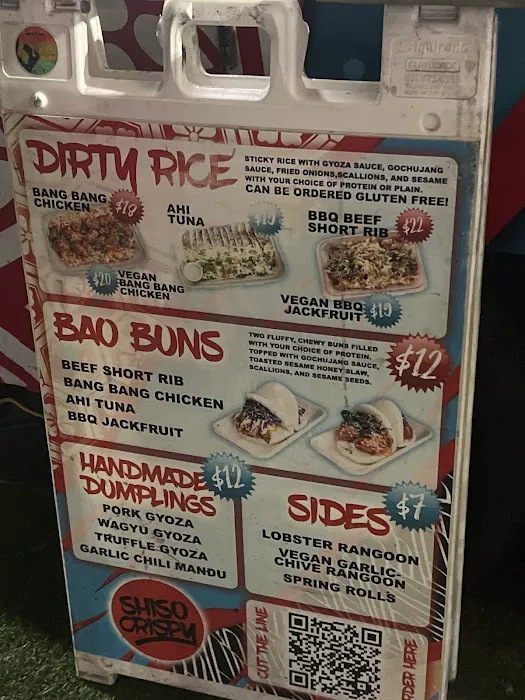 DIRTY RICE
STICKY RICE WITH GYOZA SAUCE, GOCHUJANG
SAUCE, FRIED ONIONS,SCALLIONS, AND SESAME
WITH YOUR CHOICE OF PROTEIN OR PLAIN.
CAN BE ORDERED GLUTEN FREE!
BANG BANG
CHICKEN
$18
AHI
TUNA
$19
BBQ BEEF
SHORT RIB
$22
$20
VEGAN
BANG BANG
CHICKEN
VEGAN BBQ
JACKFRUIT
$19
BAO BUNS
TWO FLUFFY, CHEWY BUNS FILLED
WITH YOUR CHOICE OF PROTEIN.
TOPPED WITH GOCHUJANG SAUCE,
TOASTED SESAME HONEY SLAW,
SCALLIONS, AND SESAME SEEDS.
$12
BEEF SHORT RIB
BANG BANG CHICKEN
AHI TUNA
BBQ JACKFRUIT
HANDMADE
DUMPLINGS
$12
PORK GYOZA
WAGYU GYOZA
TRUFFLE GYOZA
GARLIC CHILI MANDU
SIDES
$7
LOBSTER RANGOON
VEGAN GARLIC-
CHIVE RANGOON
SPRING ROLLS
SHISO
CRISPY
CUT THE LINE
DER HERE